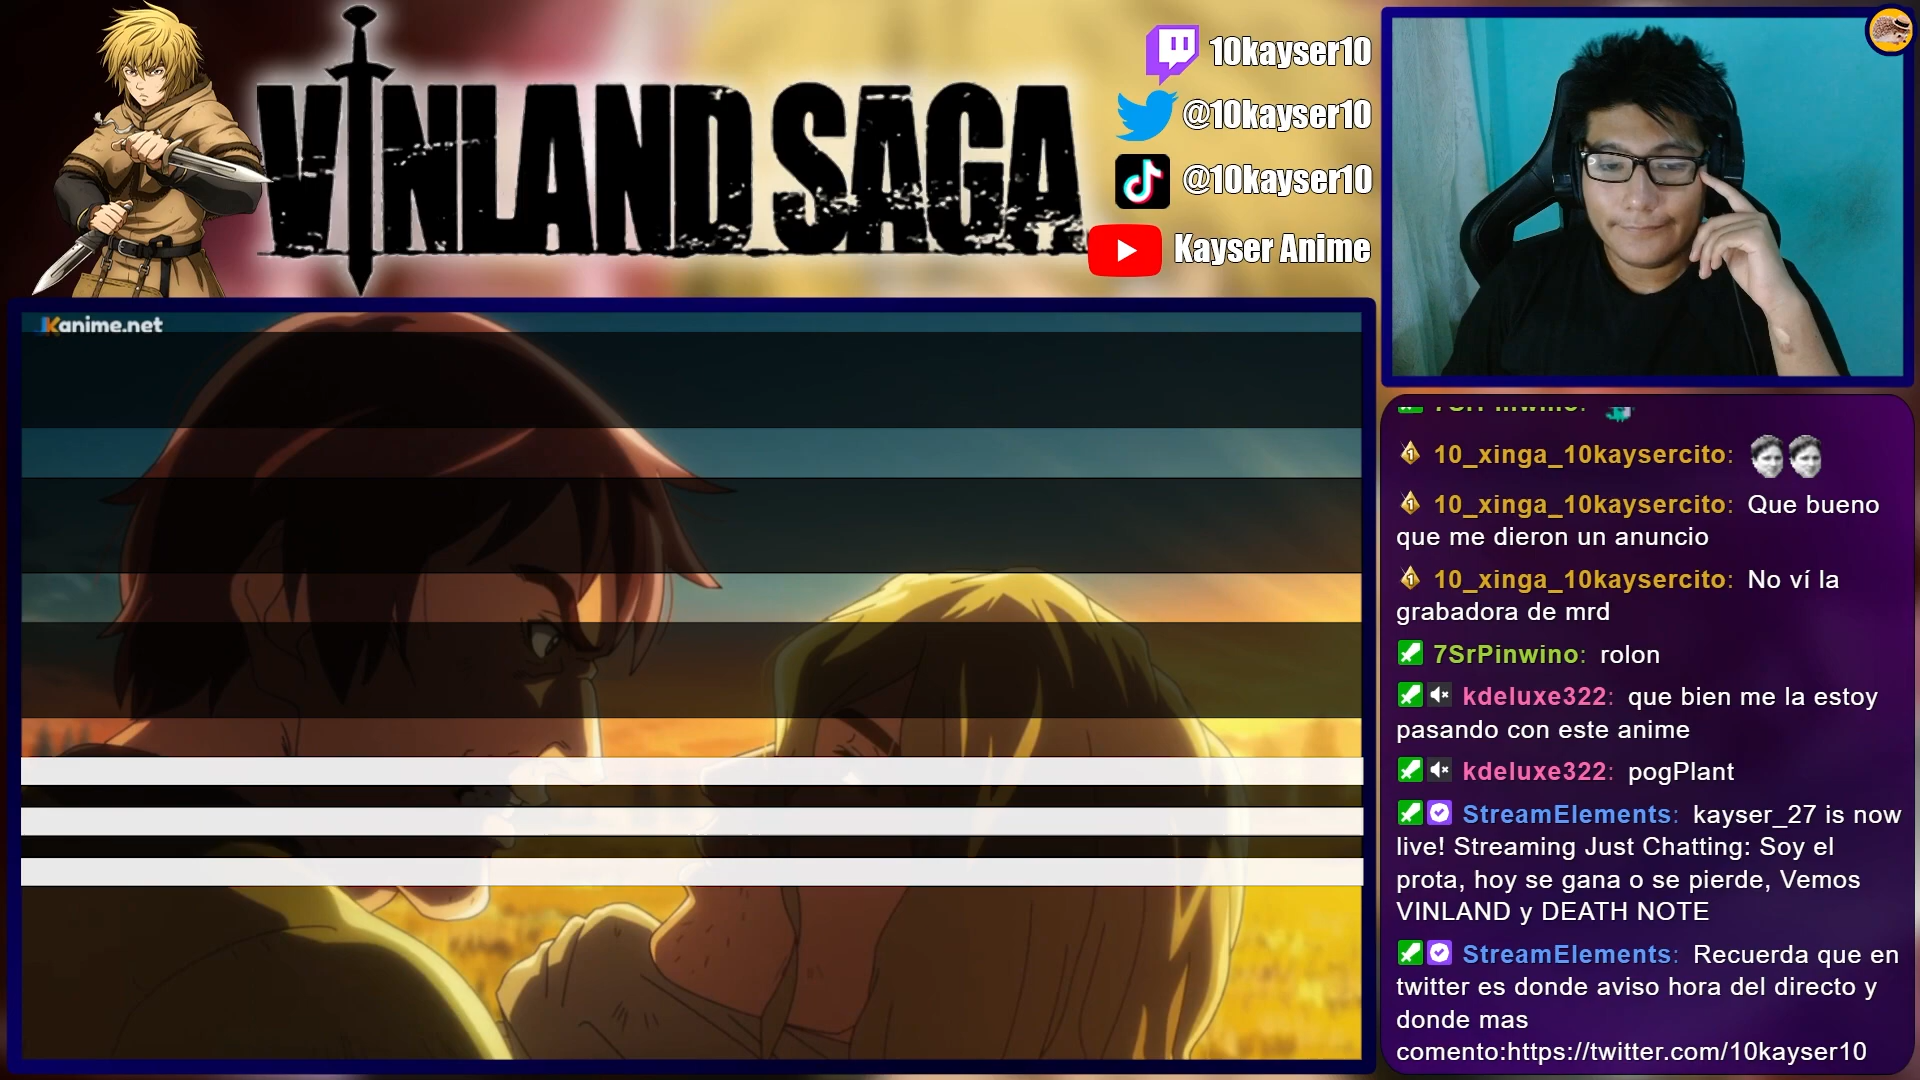 VINLAND SAGA
10kayser10
@10kayser10
@10kayser10
Kayser Anime
JKanime.net
10_xinga_10kaysercito:
10_xinga_10kaysercito: Que bueno
que me dieron un anuncio
10_xinga_10kaysercito: No ví la
grabadora de mrd
7SrPinwino: rolon
kdeluxe322: que bien me la estoy
pasando con este anime
kdeluxe322: pogPlant
StreamElements: kayser_27 is now
live! Streaming Just Chatting: Soy el
prota, hoy se gana o se pierde, Vemos
VINLAND y DEATH NOTE
StreamElements: Recuerda que en
twitter es donde aviso hora del directo y
donde mas
comento:https://twitter.com/10kayser10